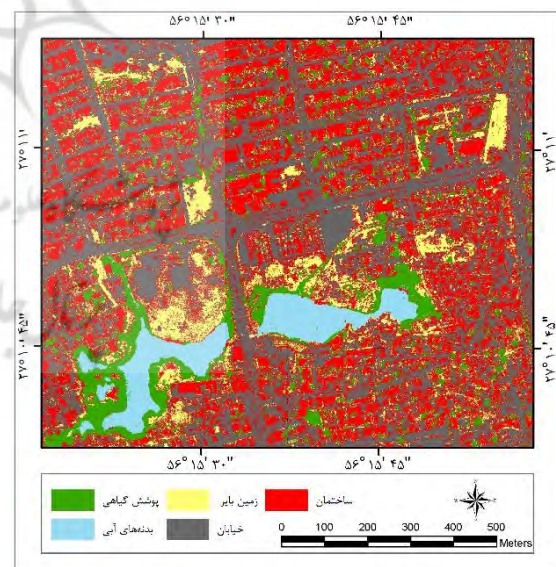 ۵۶°۱۵'۳۰" ۵۶°۱۵'۴۵"
۲۷°۱۱' ۲۷°۱۱'
۲۷°۱۰'۴۵" ۲۷°۱۰'۴۵"
۵۶°۱۵'۳۰" ۵۶°۱۵'۴۵"
ساختمان زمین بایر پوشش گیاهی
خیابان بدنه‌های آبی
0 100 200 300 400 500
Meters